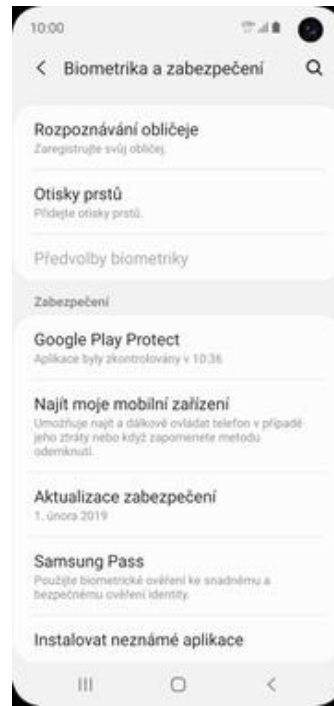 10:00
Biometrika a zabezpečení
Rozpoznávání obličeje
Zaregistrujte svůj obličej.
Otisky prstů
Přidejte otisky prstů.
Předvolby biometriky
Zabezpečení
Google Play Protect
Aplikace byly zkontrolovány v 10:36
Najít moje mobilní zařízení
Umožňuje najít a dálkově ovládat telefon v případě
jeho ztráty nebo když zapomenete metodu
odemknutí.
Aktualizace zabezpečení
1. února 2019
Samsung Pass
Použijte biometrické ověření ke snadnému a
bezpečnému ověření identity.
Instalovat neznámé aplikace